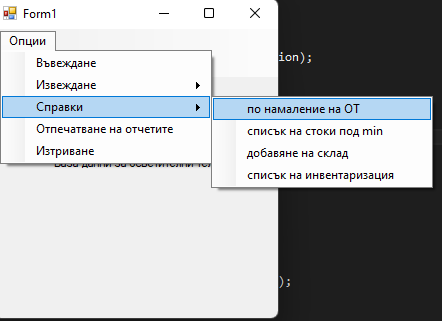 Form1
Опции
ion);
Въвеждане
Извеждане
Справки
по намаление на ОТ
Отпечатване на отчетите
списък на стоки под min
Изтриване
добавяне на склад
списък на инвентаризация
);